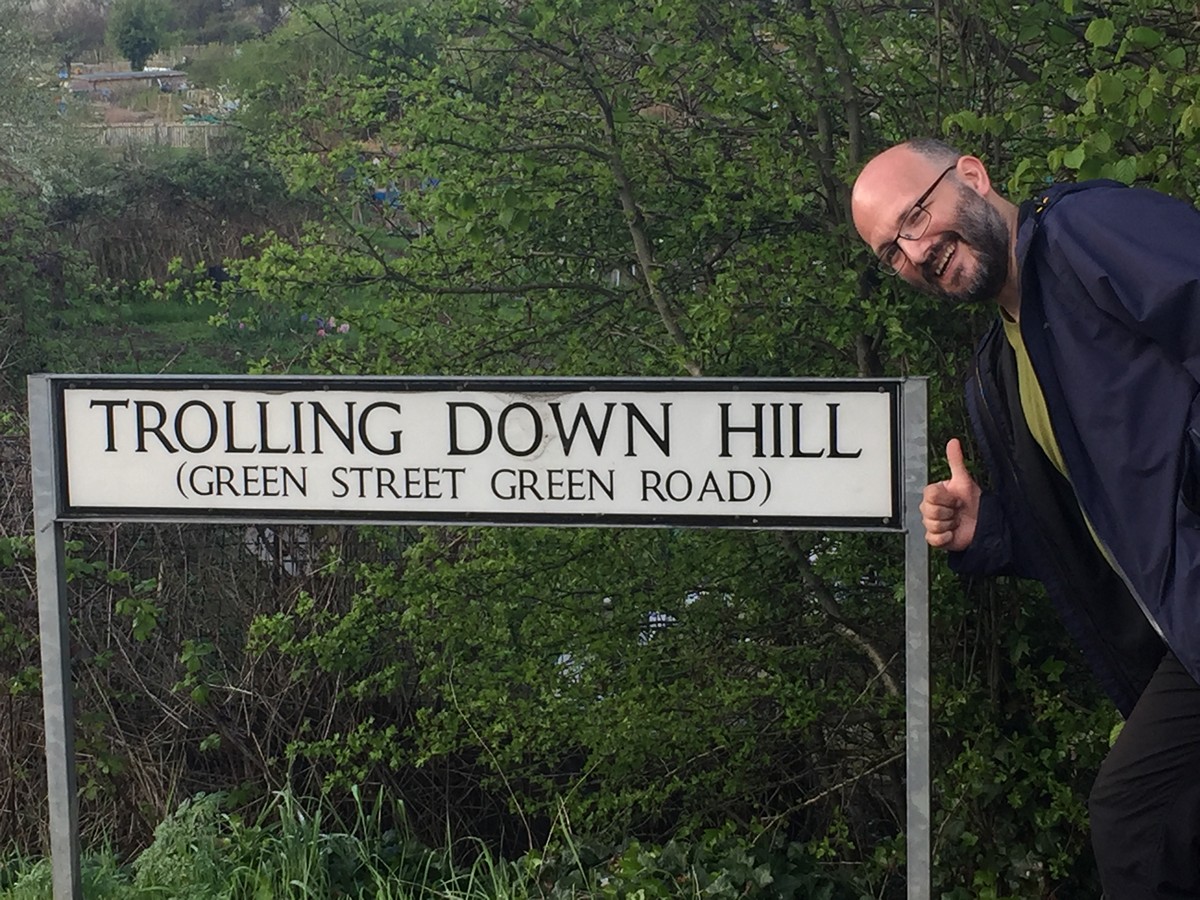 TROLLING DOWN HILL
(GREEN STREET GREEN ROAD)